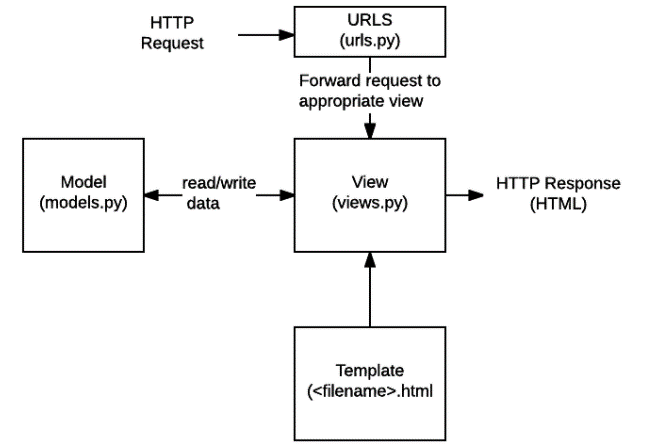 HTTP
Request
URLS
(urls.py)
Forward request to
appropriate view
Model
(models.py)
read/write
data
View
(views.py)
HTTP Response
(HTML)
Template
(<filename>.html